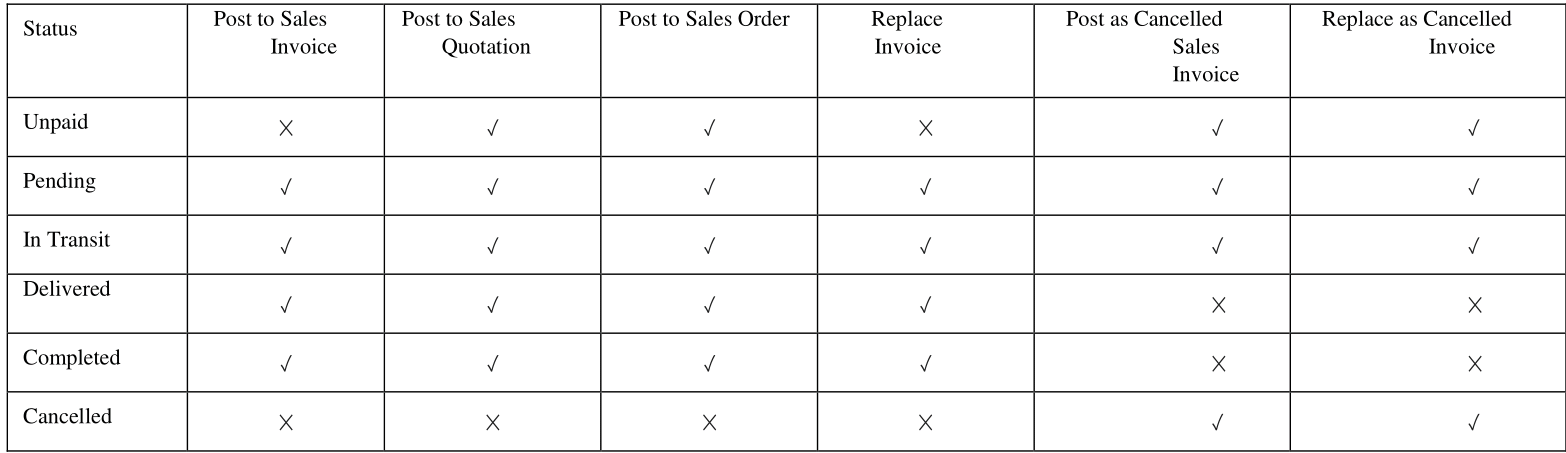 Status Post to Sales Invoice Post to Sales Quotation Post to Sales Order Replace Invoice Post as Cancelled Sales Invoice Replace as Cancelled Invoice
Unpaid X ✓ ✓ X ✓ ✓
Pending ✓ ✓ ✓ ✓ ✓ ✓
In Transit ✓ ✓ ✓ ✓ ✓ ✓
Delivered ✓ ✓ ✓ ✓ X X
Completed ✓ ✓ ✓ ✓ X X
Cancelled X X X X ✓ ✓